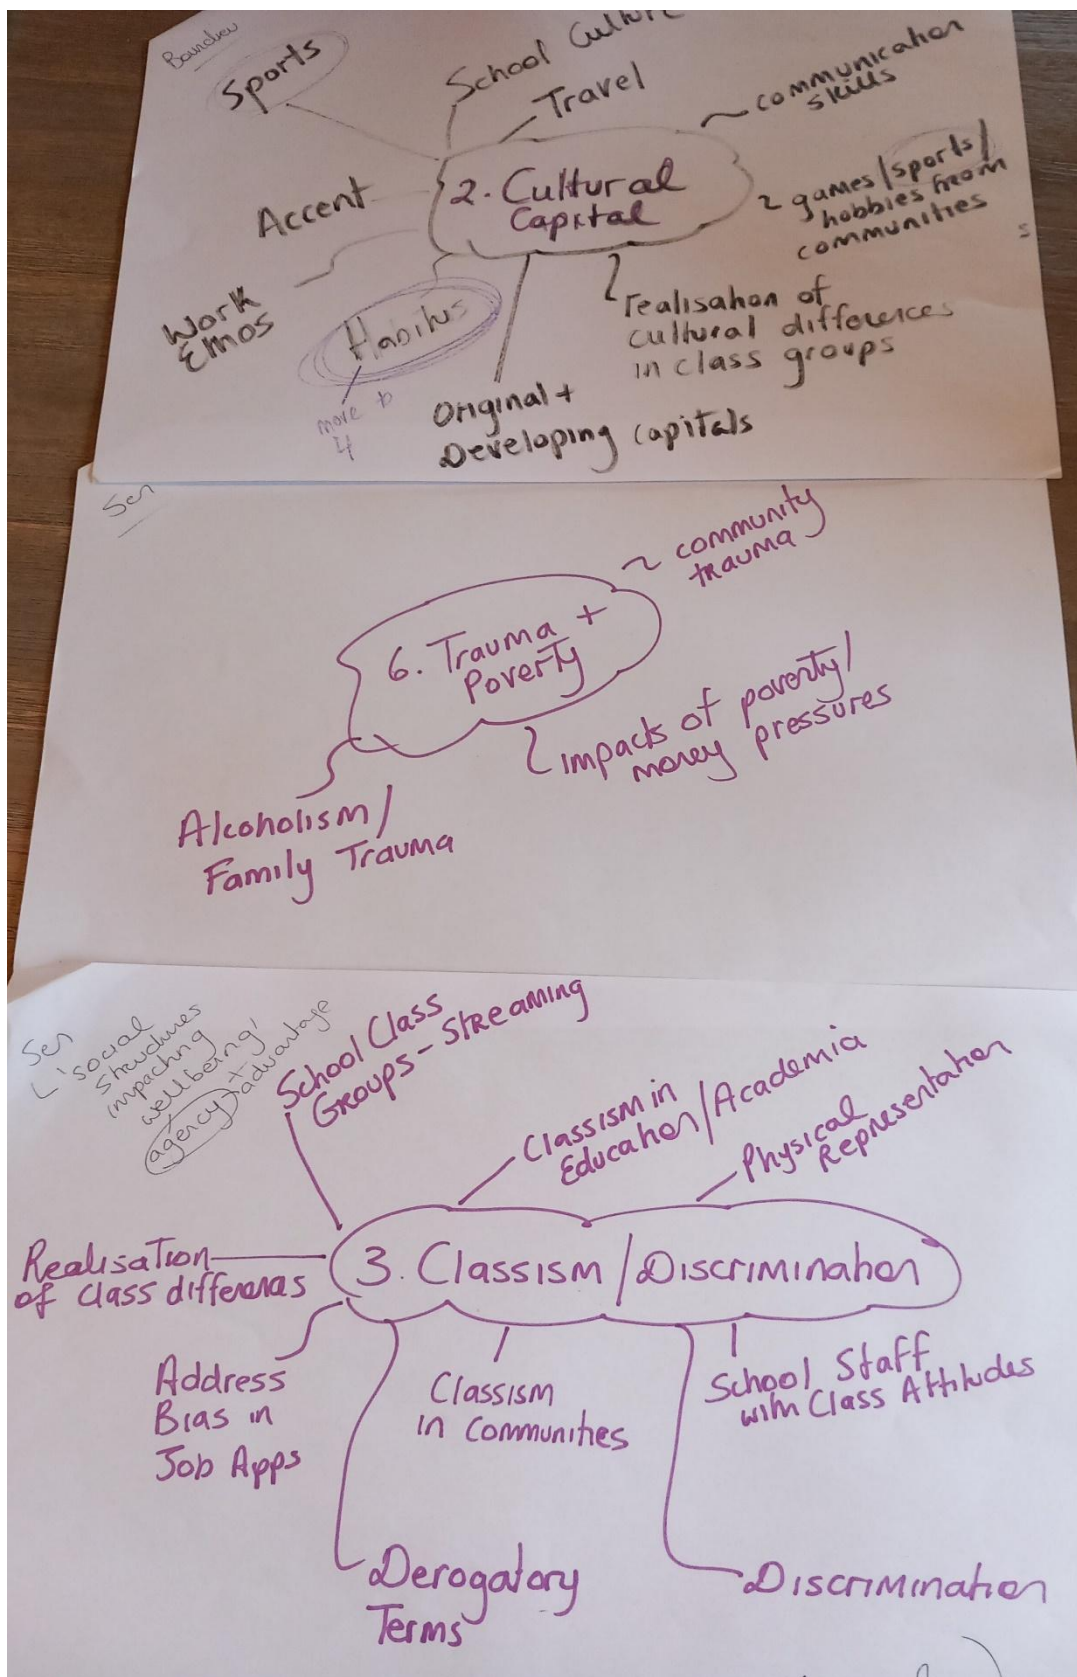 Bourdieu
Sports
School Culture
Travel
~ communication
skills
2. Cultural
Capital
Accent
~ games/sports/
hobbies from
communities
Work
Ethos
Habitus
more to
4
Original +
Developing capitals
realisation of
cultural differences
in class groups
s
Sen
~ community
trauma
6. Trauma +
Poverty
impacts of poverty/
money pressures
Alcoholism/
Family Trauma
Sen
↳ 'social
structures
impacting
wellbeing'
agency + advantage
School Class
Groups - Streaming
Classism in
Education/Academia
Physical
Representation
Realisation
of class differences
3. Classism/Discrimination
Address
Bias in
Job Apps
Classism
in Communities
School Staff
with Class Attitudes
Derogatory
Terms
Discrimination